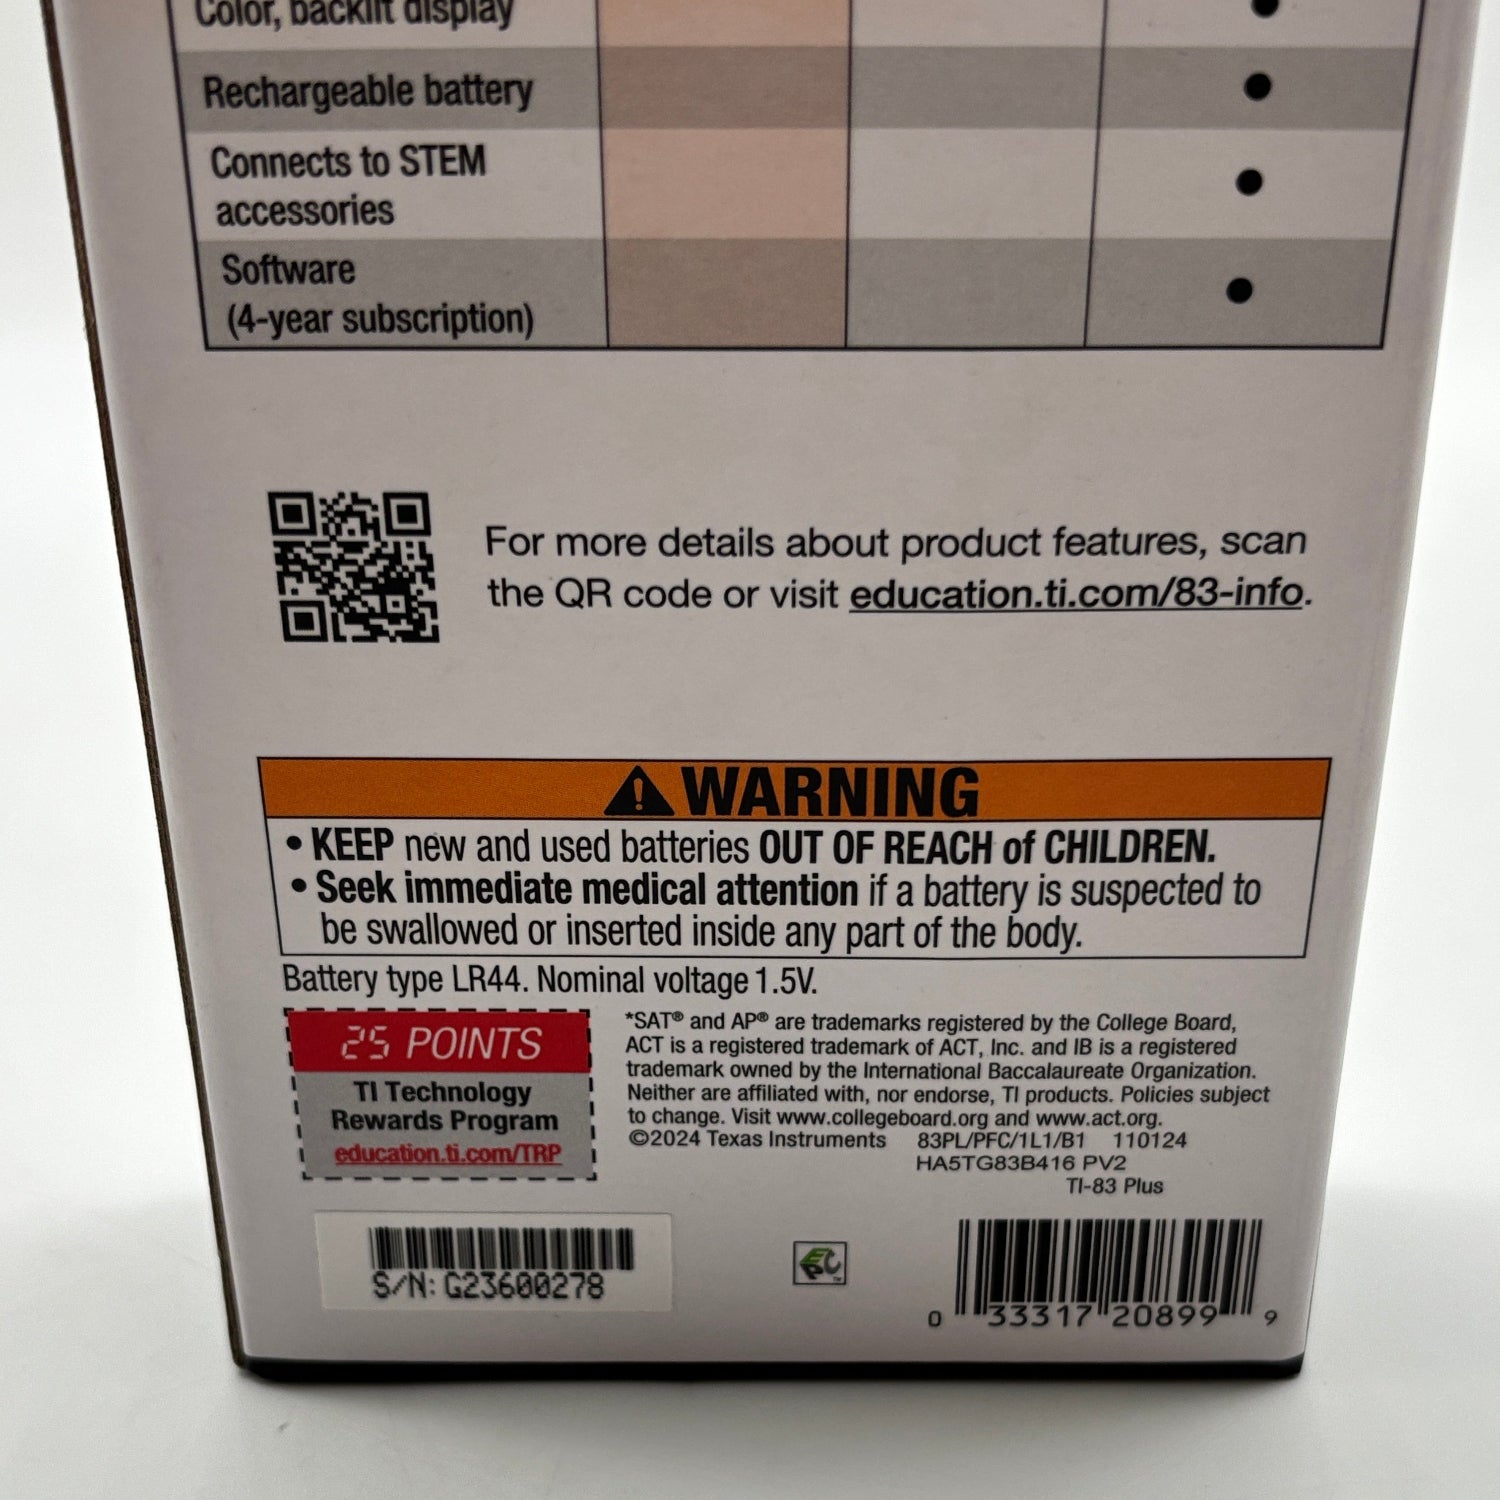 Color, backlit display
Rechargeable battery
Connects to STEM
accessories
Software
(4-year subscription)
For more details about product features, scan
the QR code or visit education.ti.com/83-info.
WARNING
• KEEP new and used batteries OUT OF REACH of CHILDREN.
• Seek immediate medical attention if a battery is suspected to
be swallowed or inserted inside any part of the body.
Battery type LR44. Nominal voltage 1.5V.
25 POINTS
TI Technology
Rewards Program
education.ti.com/TRP
*SAT® and AP® are trademarks registered by the College Board,
ACT is a registered trademark of ACT, Inc. and IB is a registered
trademark owned by the International Baccalaureate Organization.
Neither are affiliated with, nor endorse, TI products. Policies subject
to change. Visit www.collegeboard.org and www.act.org.
©2024 Texas Instruments 83PL/PFC/1L1/B1 110124
HA5TG83B416 PV2
TI-83 Plus
S/N: G23600278
EPC™
0 33317 20899 9